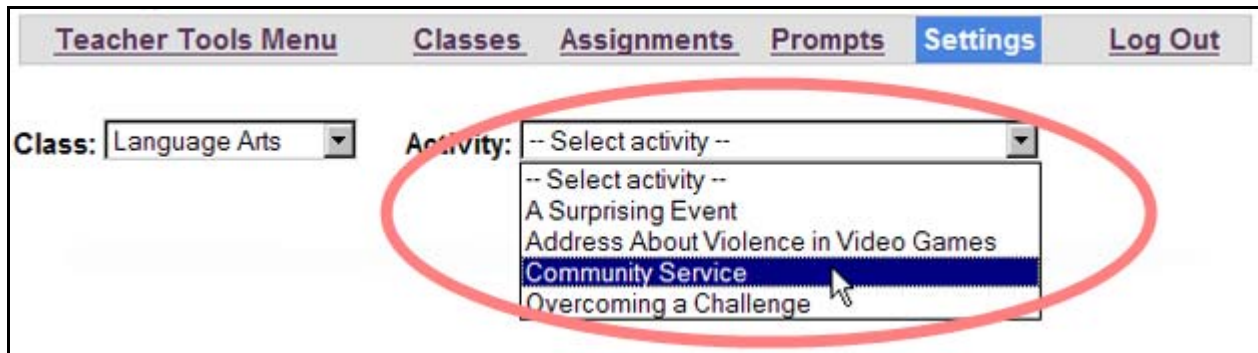 Teacher Tools Menu Classes Assignments Prompts Settings Log Out
Class: Language Arts Activity: -- Select activity --
-- Select activity --
A Surprising Event
Address About Violence in Video Games
Community Service
Overcoming a Challenge